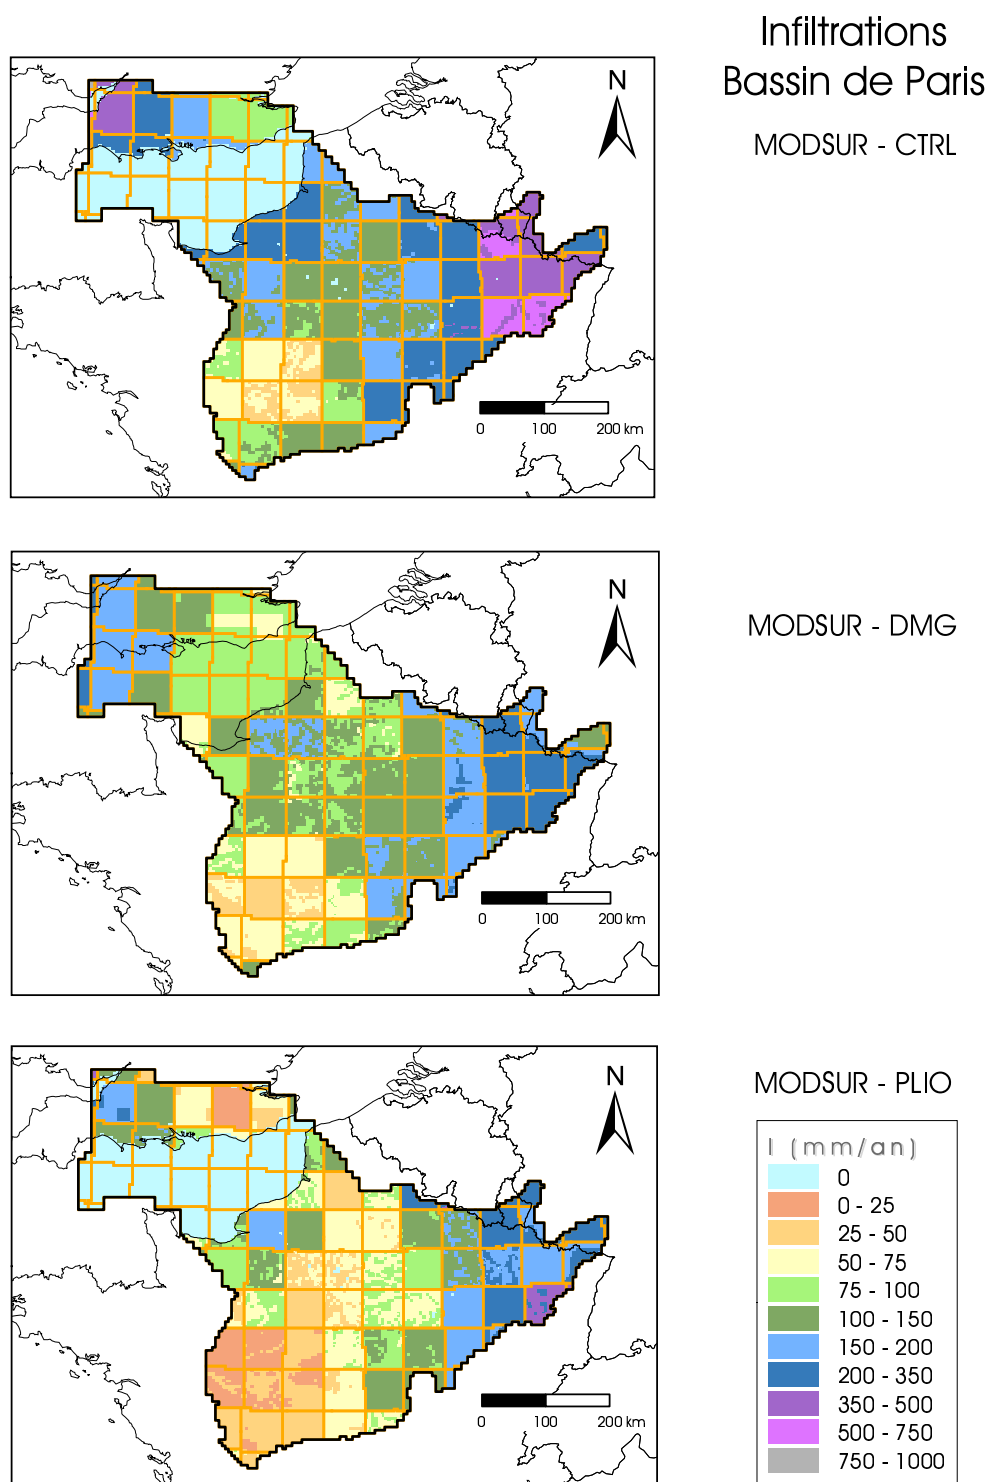 Infiltrations
Bassin de Paris
MODSUR - CTRL
N
0 100 200 km
MODSUR - DMG
N
0 100 200 km
MODSUR - PLIO
N
0 100 200 km
I (mm/an)
0
0 - 25
25 - 50
50 - 75
75 - 100
100 - 150
150 - 200
200 - 350
350 - 500
500 - 750
750 - 1000